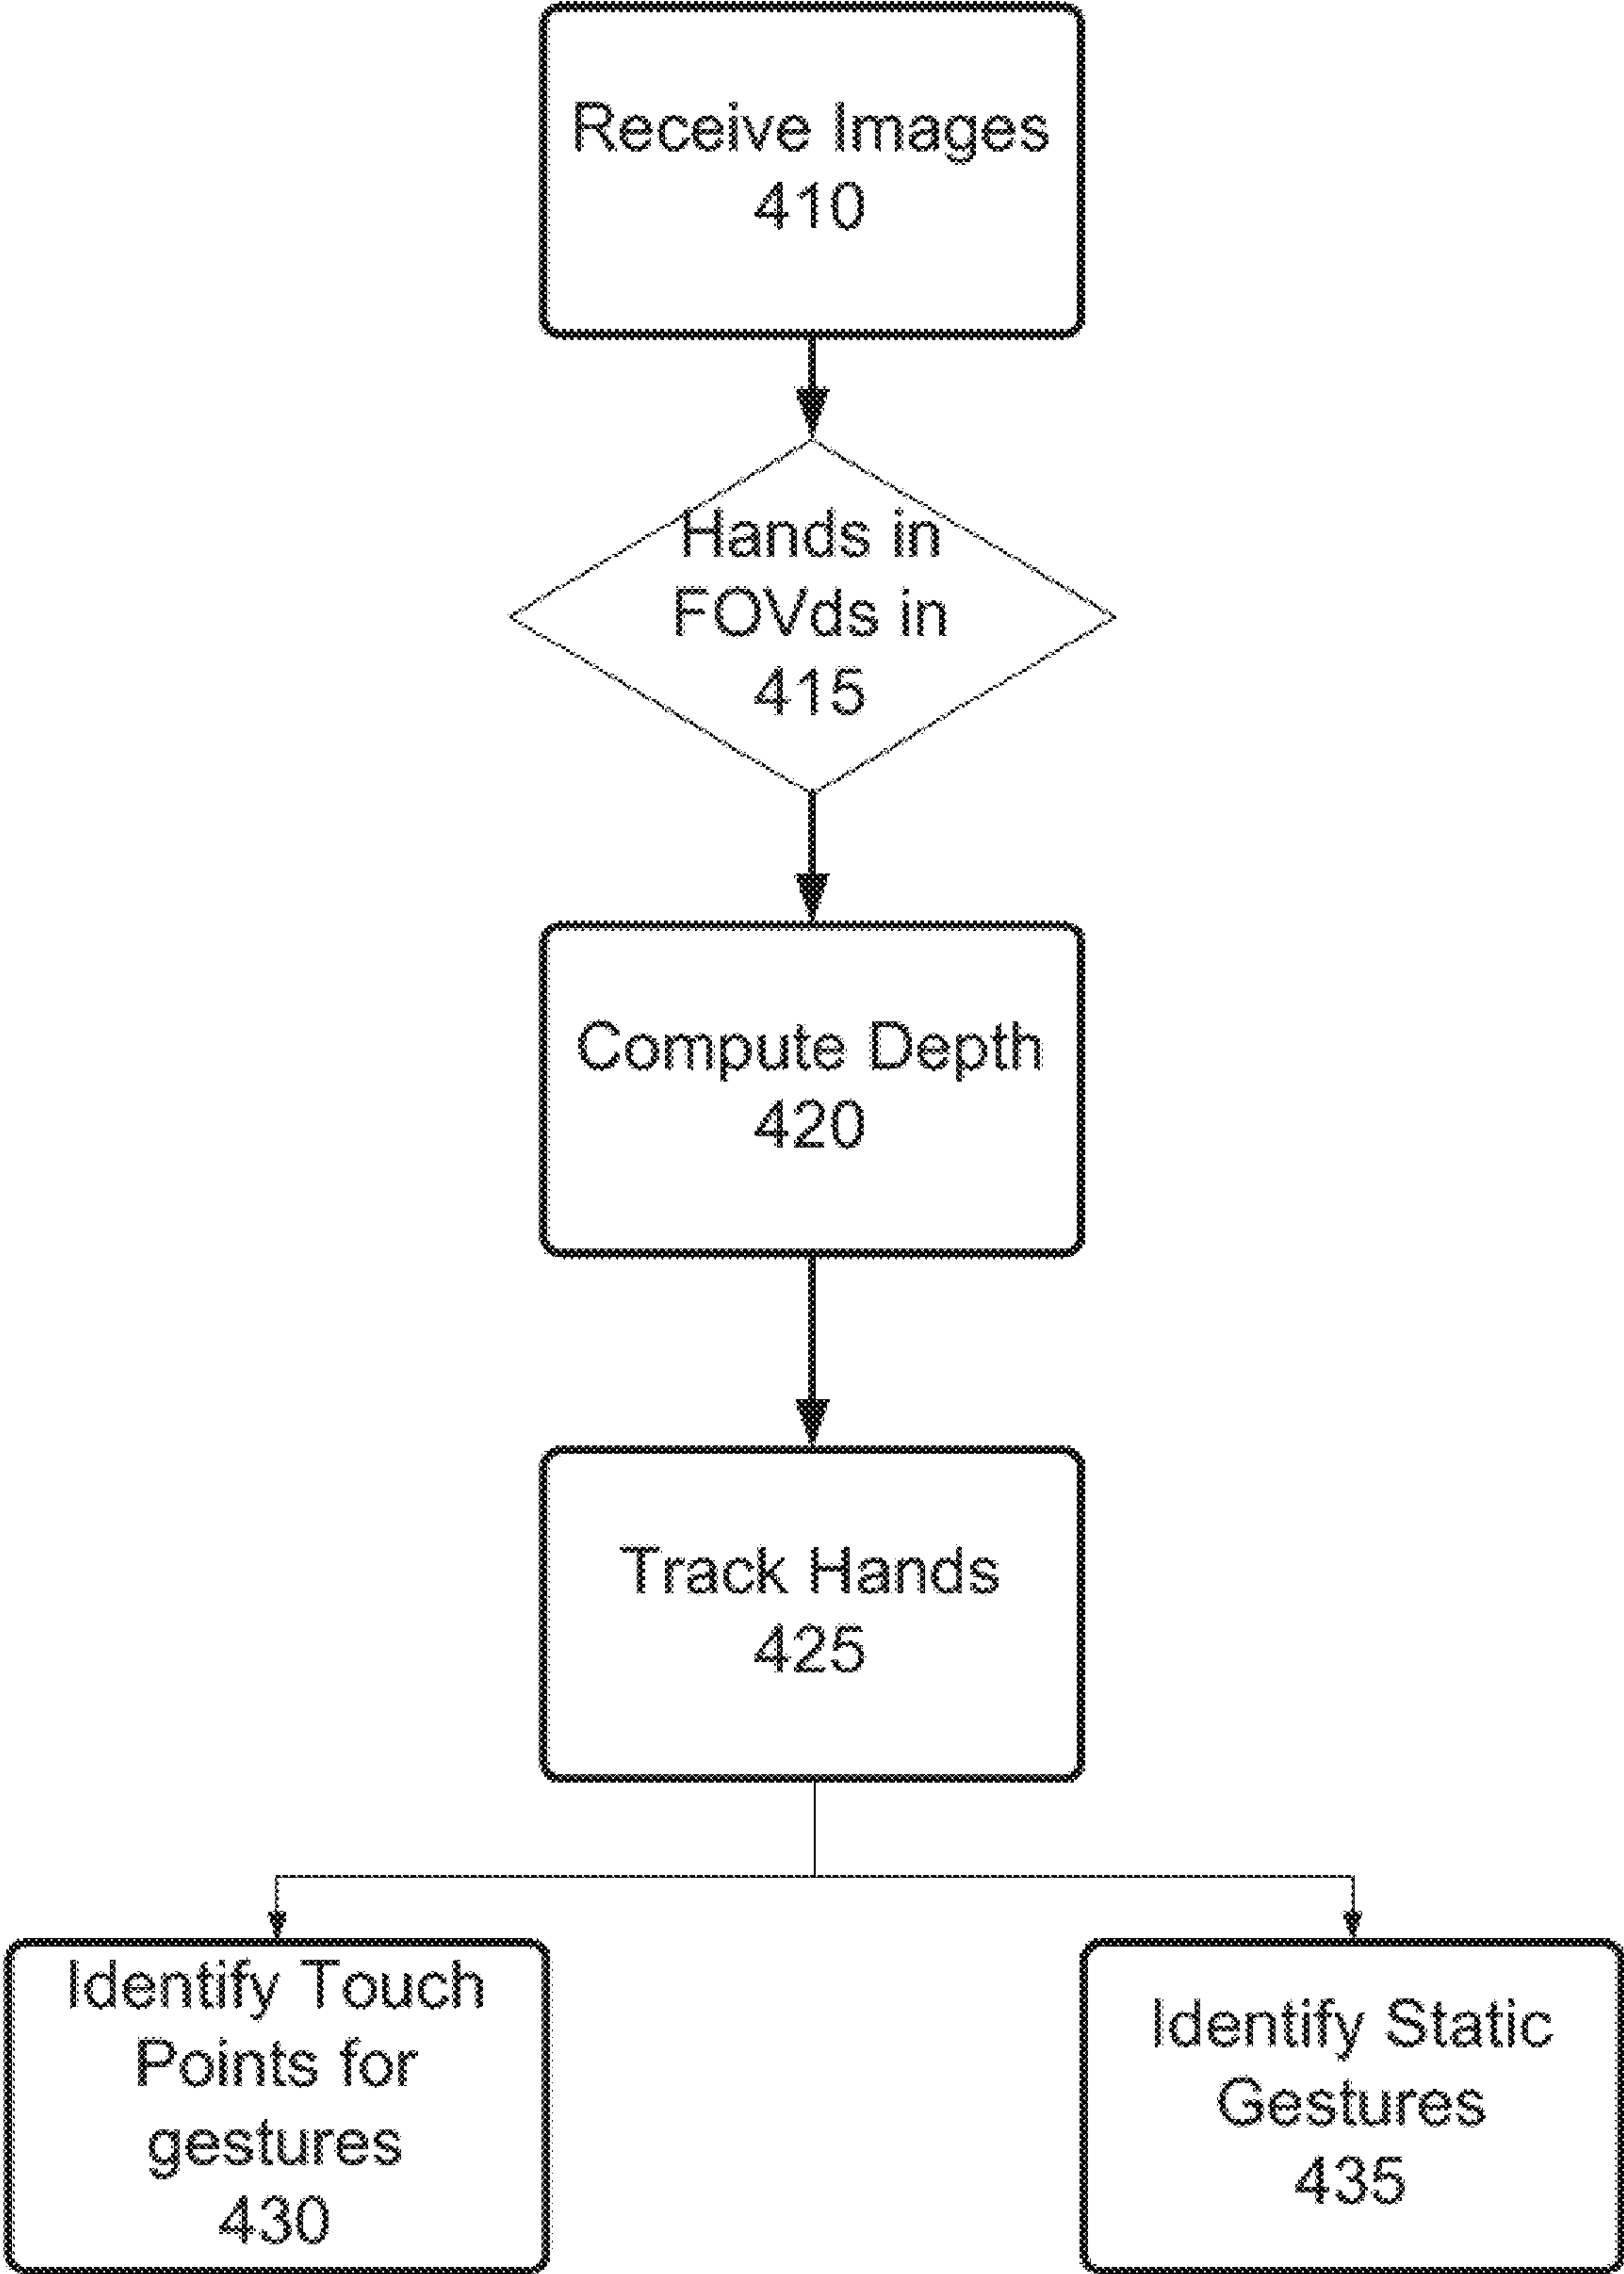 Receive Images
410
Hands in
FOVds in
415
Compute Depth
420
Track Hands
425
Identify Touch
Points for
gestures
430
Identify Static
Gestures
435